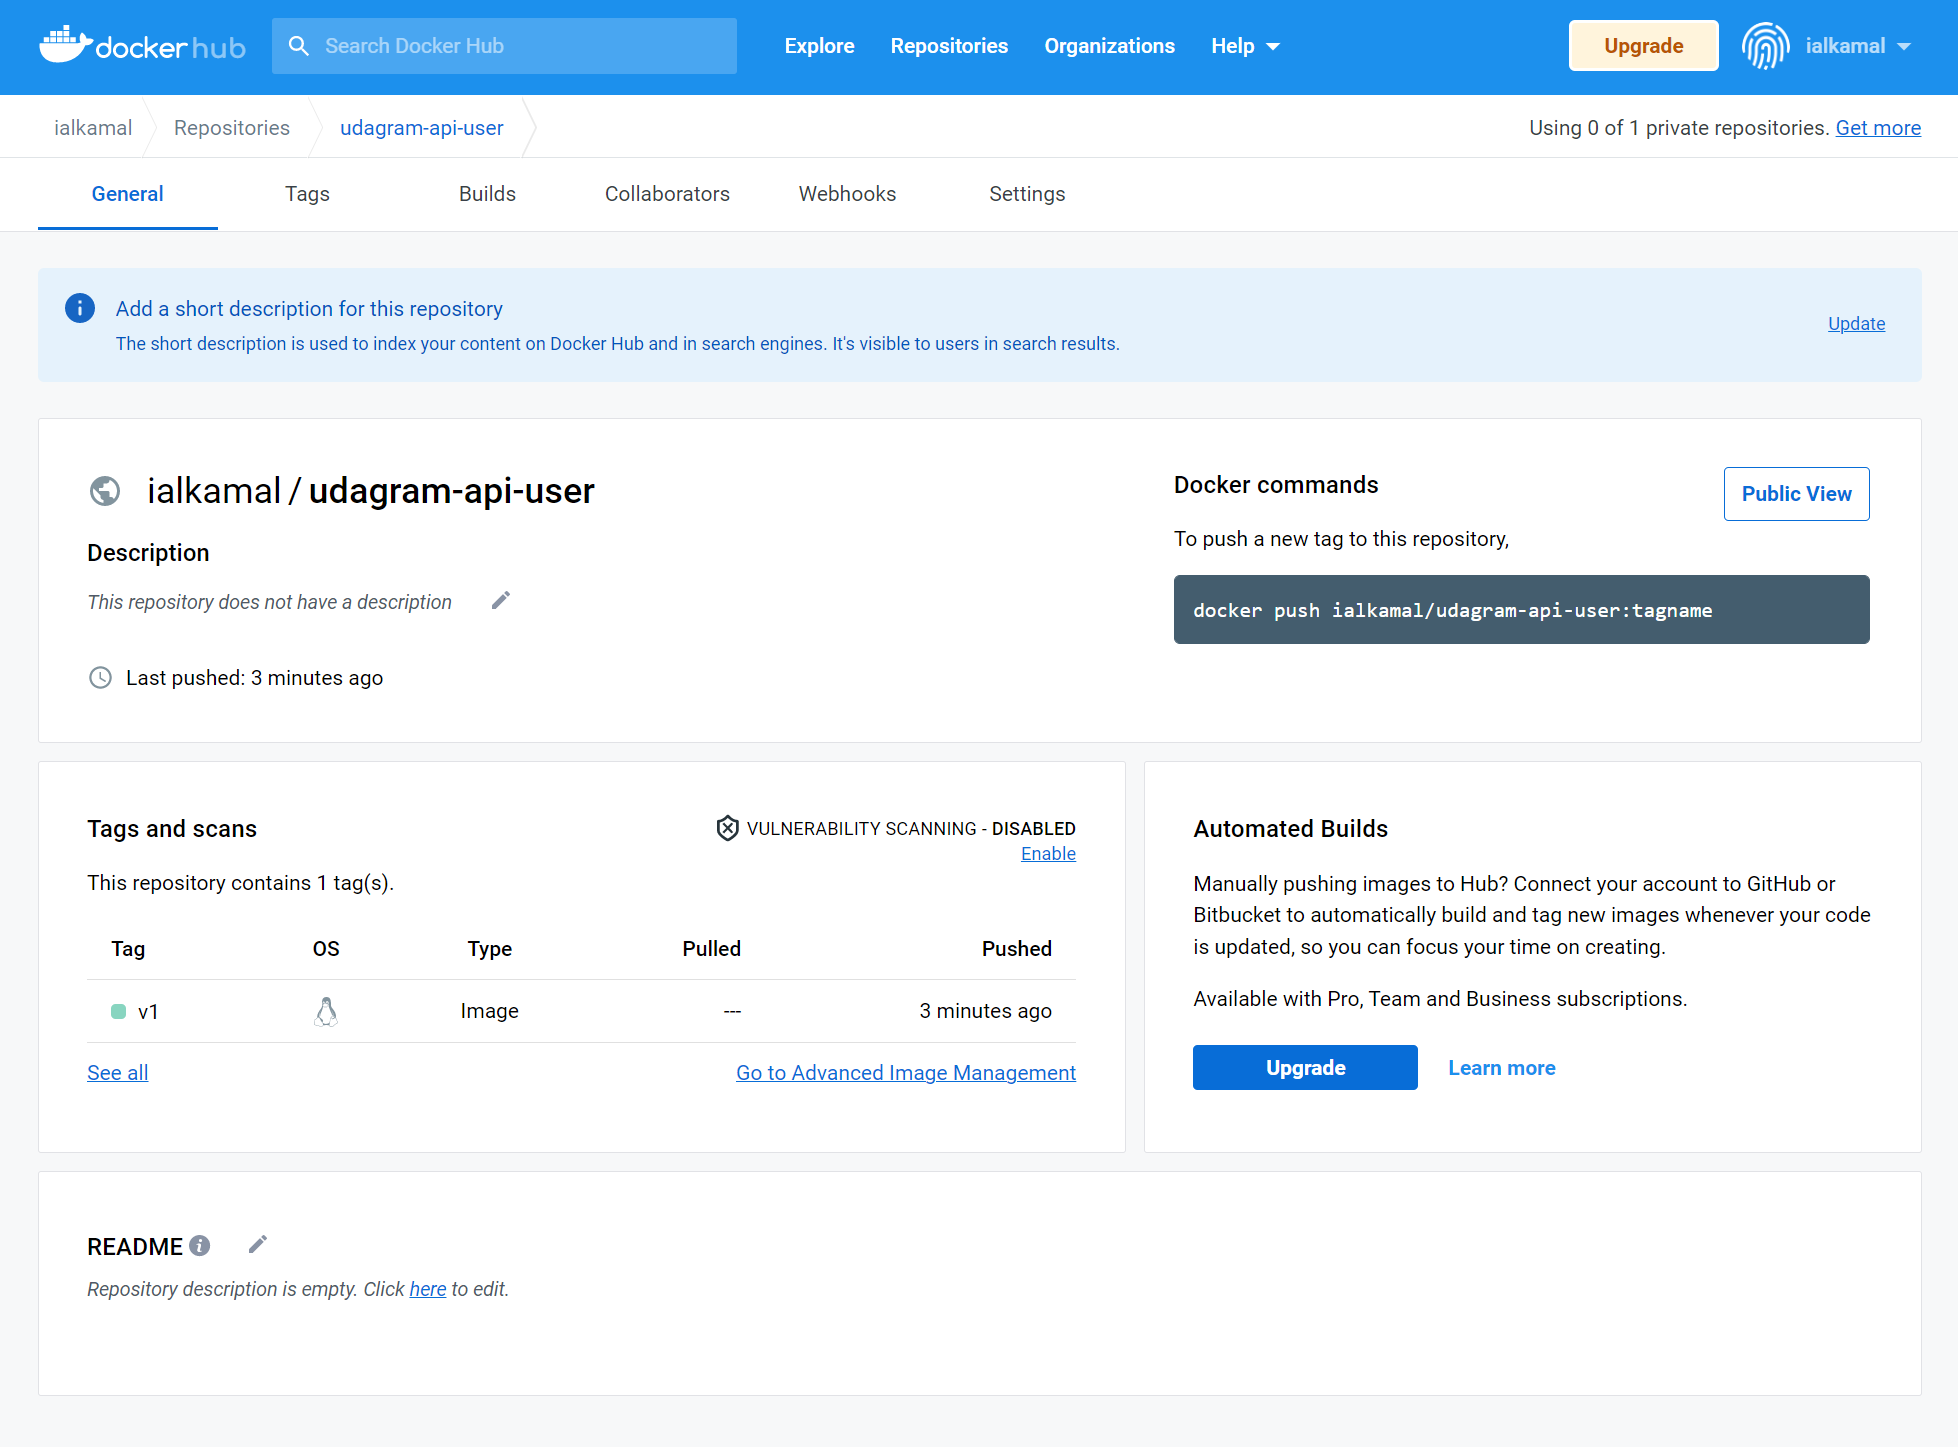 docker hub
Search Docker Hub
Explore
Repositories
Organizations
Help
Upgrade
ialkamal
ialkamal
Repositories
udagram-api-user
Using 0 of 1 private repositories. Get more
General
Tags
Builds
Collaborators
Webhooks
Settings
Add a short description for this repository
The short description is used to index your content on Docker Hub and in search engines. It's visible to users in search results.
Update
ialkamal / udagram-api-user
Description
This repository does not have a description
Last pushed: 3 minutes ago
Docker commands
Public View
To push a new tag to this repository,
docker push ialkamal/udagram-api-user:tagname
Tags and scans
VULNERABILITY SCANNING - DISABLED
Enable
This repository contains 1 tag(s).
Tag OS Type Pulled Pushed
v1 Image --- 3 minutes ago
See all
Go to Advanced Image Management
Automated Builds
Manually pushing images to Hub? Connect your account to GitHub or
Bitbucket to automatically build and tag new images whenever your code
is updated, so you can focus your time on creating.
Available with Pro, Team and Business subscriptions.
Upgrade
Learn more
README
Repository description is empty. Click here to edit.